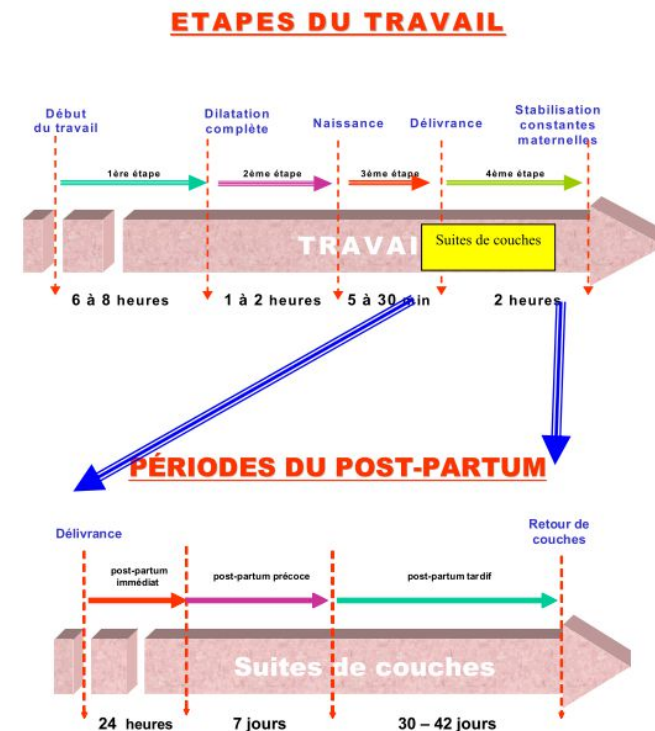 ETAPES DU TRAVAIL
Début
du travail
Dilatation
complète
Naissance
Délivrance
Stabilisation
constantes
maternelles
1ère étape
2ème étape
3ème étape
4ème étape
TRAVAI
Suites de couches
6 à 8 heures
1 à 2 heures
5 à 30 min
2 heures
PÉRIODES DU POST-PARTUM
Délivrance
Retour de
couches
post-partum
immédiat
post-partum précoce
post-partum tardif
Suites de couches
24 heures
7 jours
30 – 42 jours